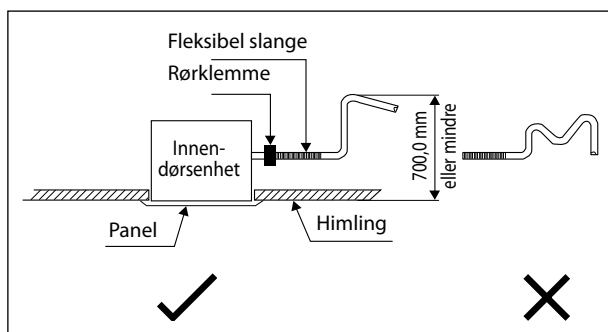 Fleksibel slange
Rørklemme
Innen-
dørsenhet
700,0 mm
eller mindre
Panel
Himling